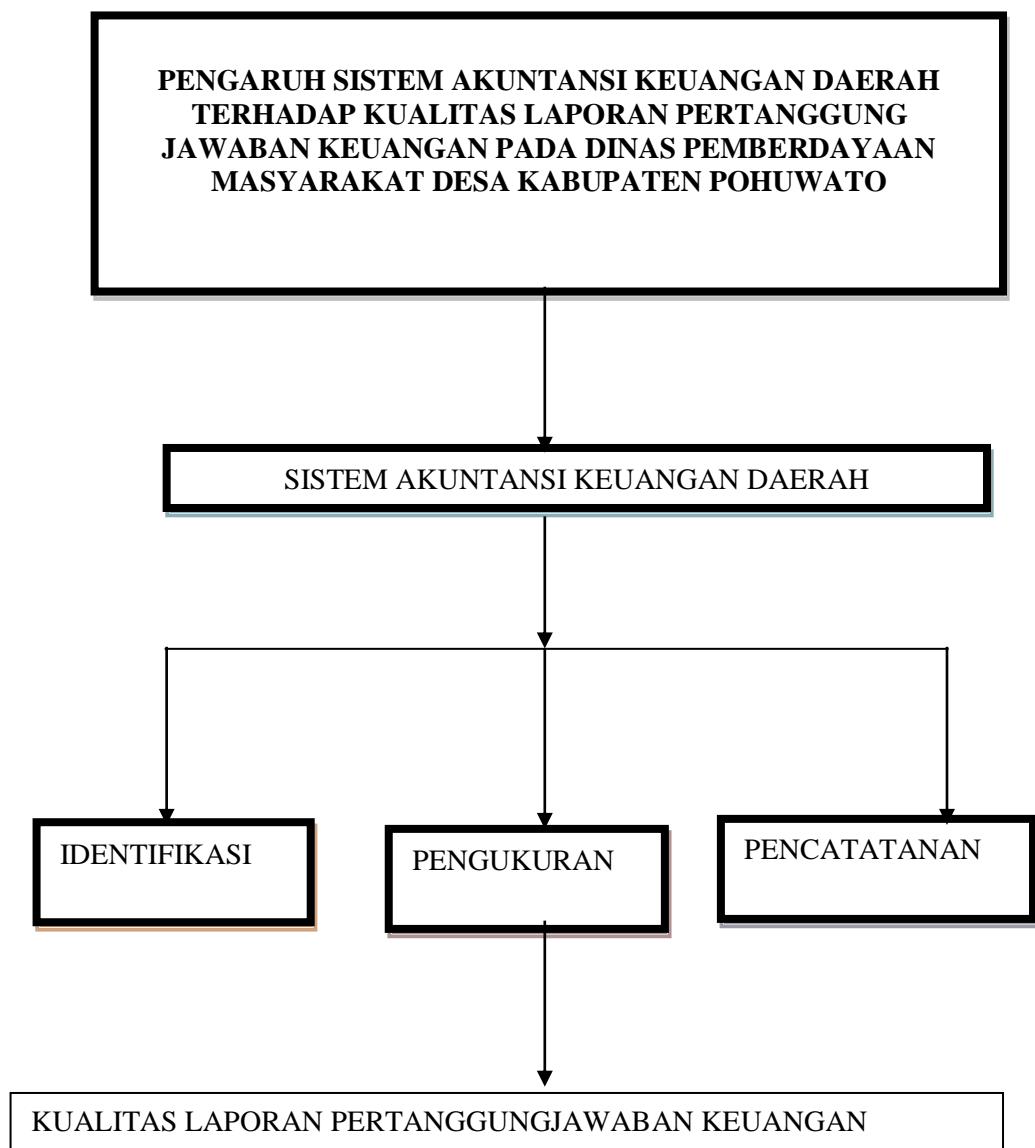 PENGARUH SISTEM AKUNTANSI KEUANGAN DAERAH
TERHADAP KUALITAS LAPORAN PERTANGGUNG
JAWABAN KEUANGAN PADA DINAS PEMBERDAYAAN
MASYARAKAT DESA KABUPATEN POHUWATO
SISTEM AKUNTANSI KEUANGAN DAERAH
IDENTIFIKASI
PENGUKURAN
PENCATATANAN
KUALITAS LAPORAN PERTANGGUNGJAWABAN KEUANGAN